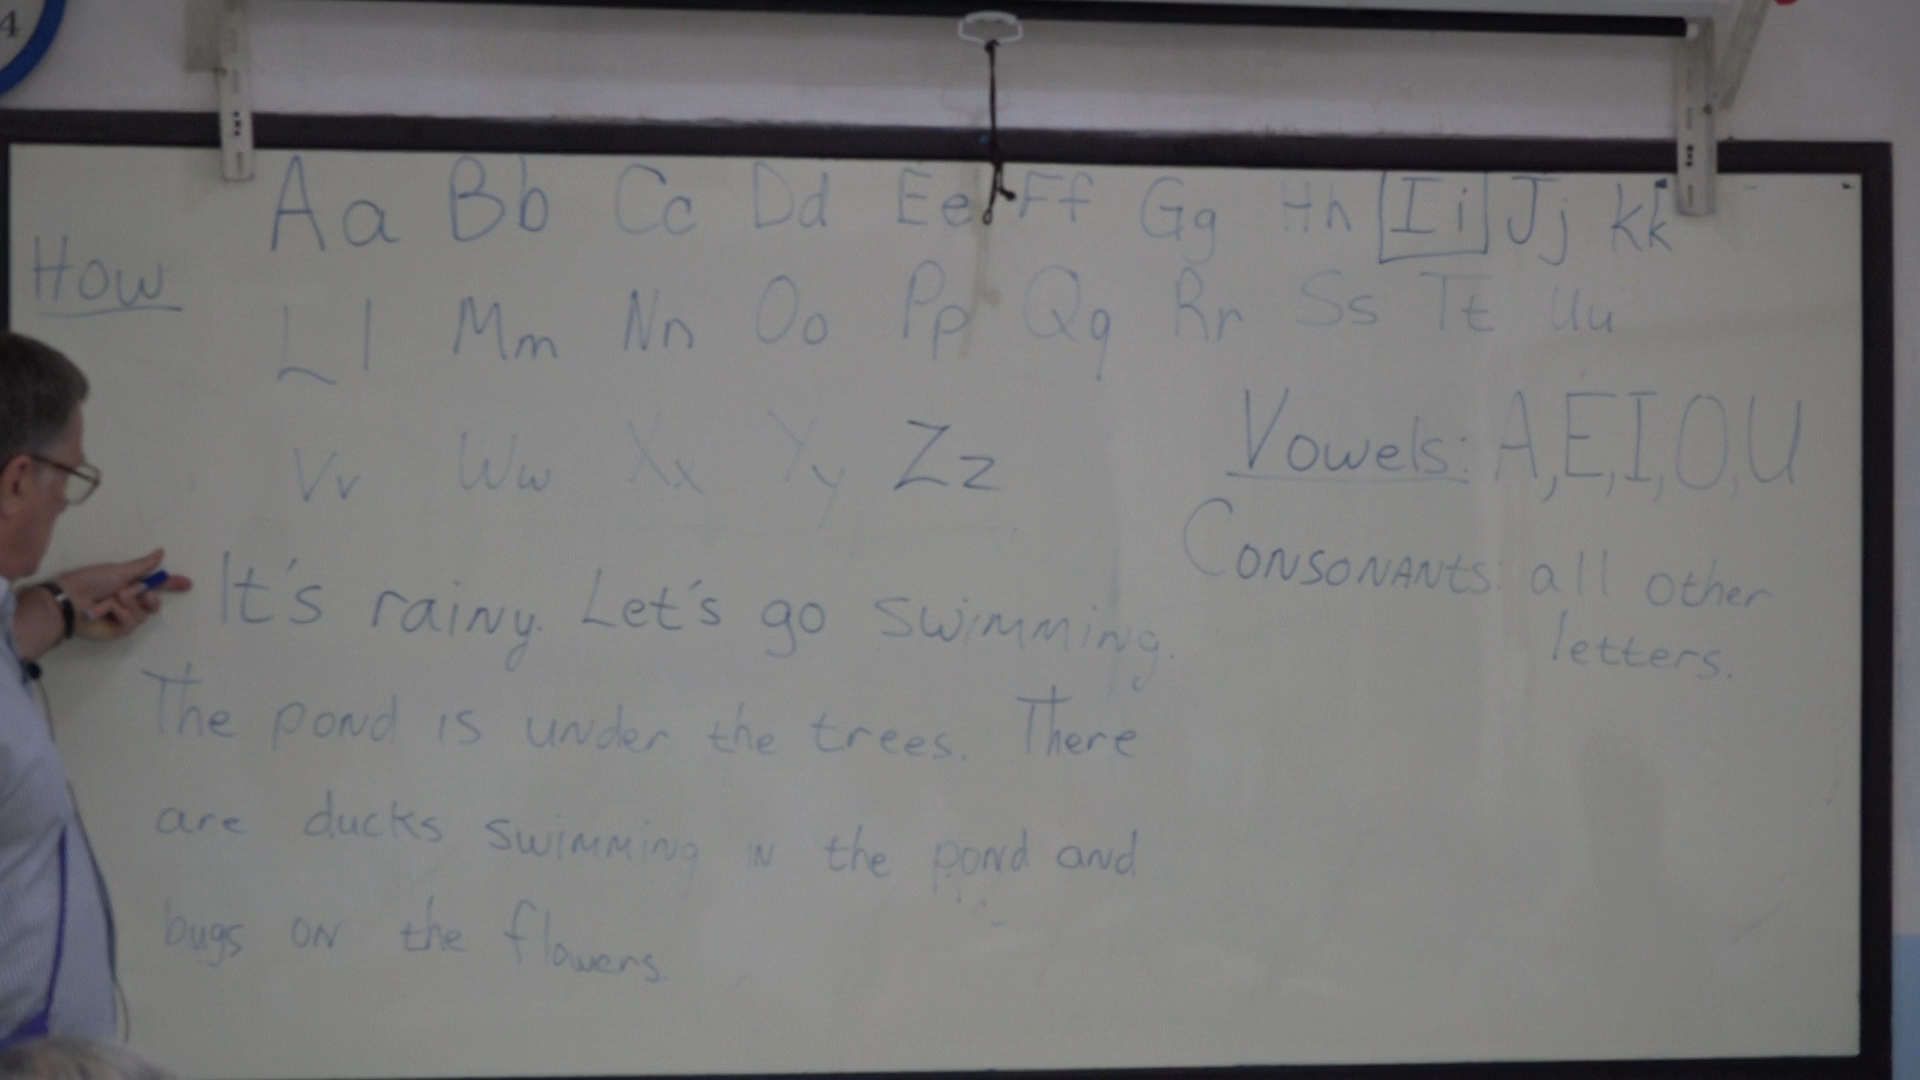 4
Aa Bb Cc Dd Ee Ff Gg Hh Ii Jj Kk
How
Ll Mm Nn Oo Pp Qq Rr Ss Tt Uu
Vv Ww Xx Yy Zz
Vowels: A, E, I, O, U
Consonants: all other
letters.
It's rainy. Let's go swimming.
The pond is under the trees. There
are ducks swimming in the pond and
bugs on the flowers.